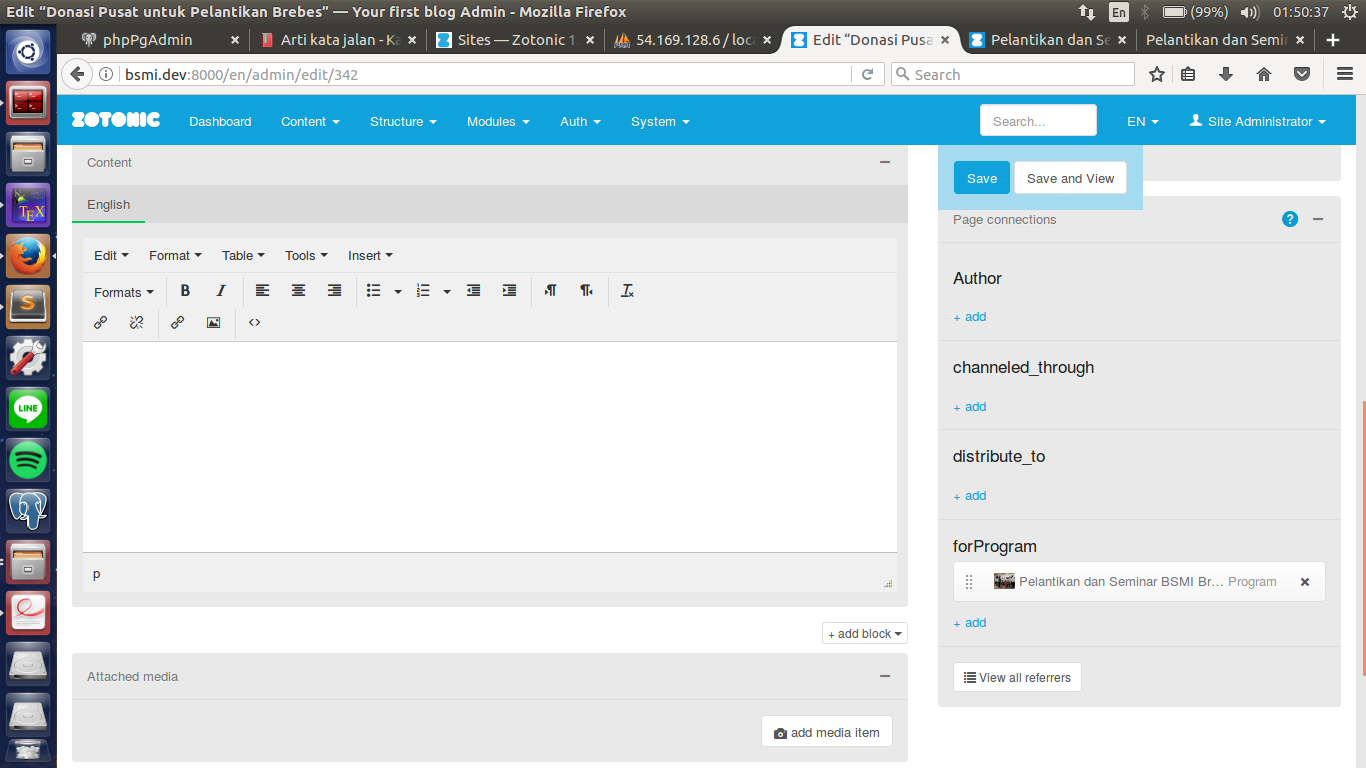 Edit “Donasi Pusat untuk Pelantikan Brebes” — Your first blog Admin - Mozilla Firefox
En (99%) 01:50:37
phpPgAdmin × Arti kata jalan - Ka × Sites — Zotonic 1. × 54.169.128.6 / loca × Edit “Donasi Pusa × Pelantikan dan Se × Pelantikan dan Semin ×
bsmi.dev:8000/en/admin/edit/342 Search
ZOTONIC Dashboard Content Structure Modules Auth System Search... EN Site Administrator
Content
Save Save and View
English
Page connections ?
Edit Format Table Tools Insert
Formats B I
Author
+ add
channeled_through
+ add
distribute_to
+ add
forProgram
Pelantikan dan Seminar BSMI Br... Program
p
+ add
+ add block
View all referrers
Attached media
add media item
TEX
S
LINE